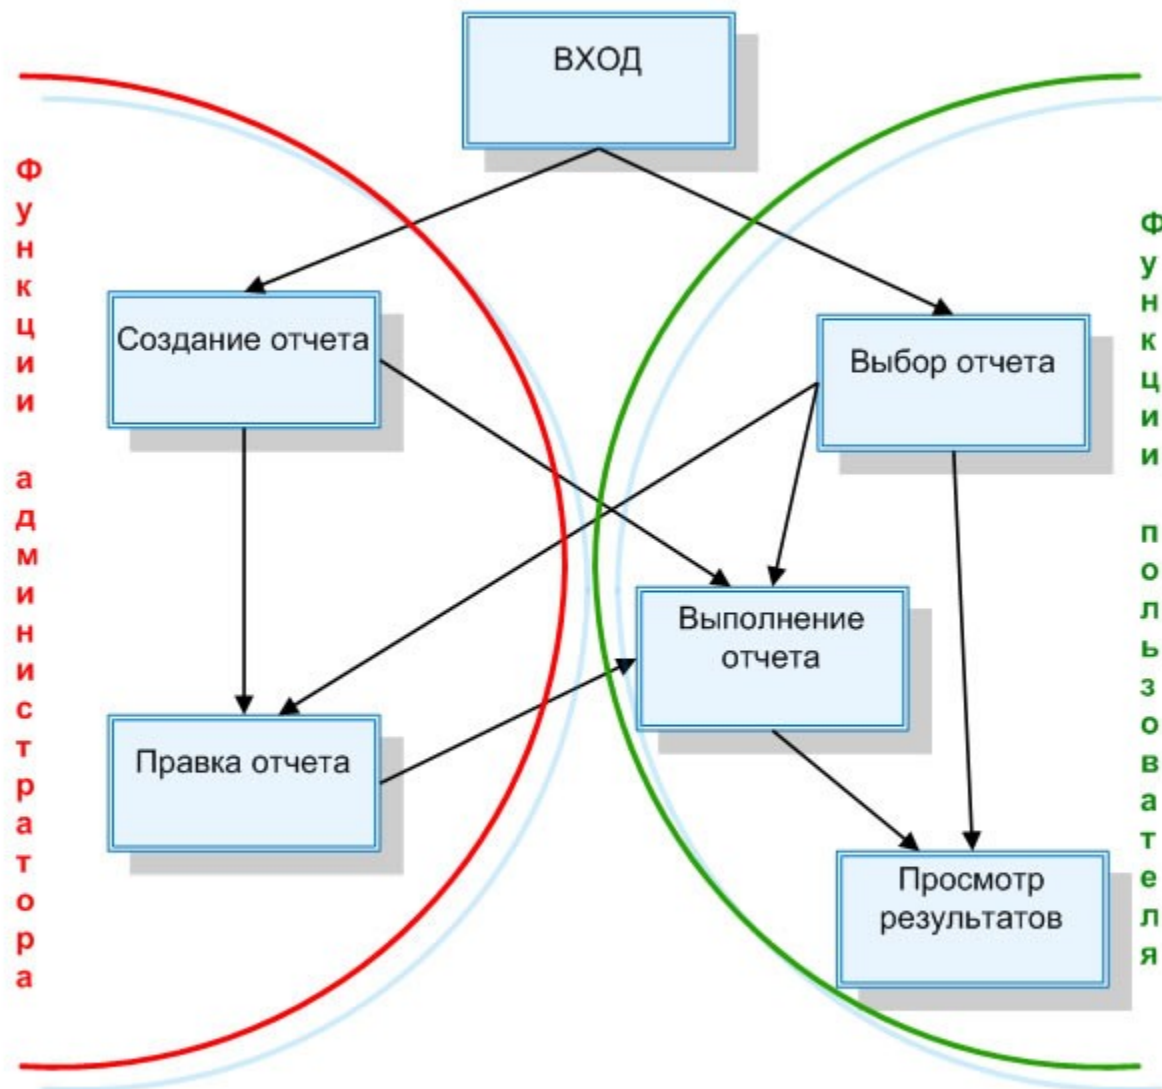 ВХОД
Функции администратора
Функции пользователя
Создание отчета
Выбор отчета
Выполнение
отчета
Правка отчета
Просмотр
результатов